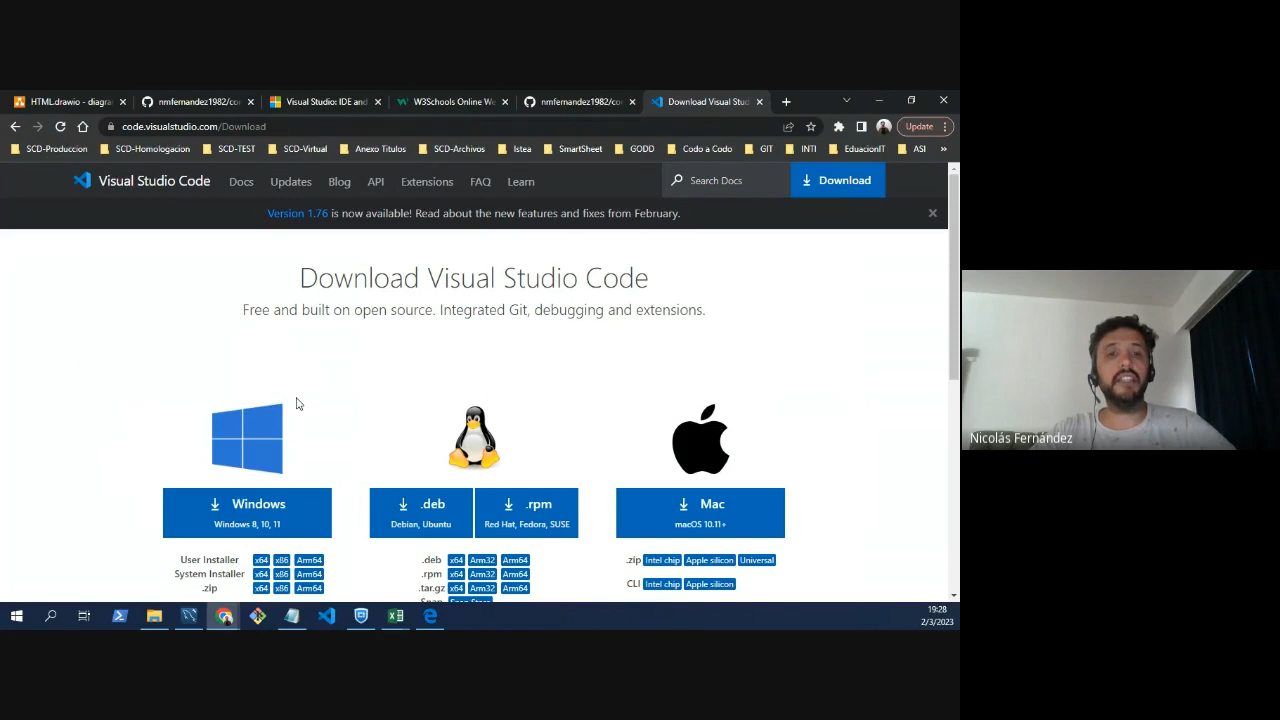 HTML.drawio - diagra
nmfernandez1982/co
Visual Studio: IDE and
W3Schools Online We
nmfernandez1982/co
Download Visual Stud
code.visualstudio.com/Download
Update
SCD-Produccion
SCD-Homologacion
SCD-TEST
SCD-Virtual
Anexo Titulos
SCD-Archivos
Istea
SmartSheet
GODD
Codo a Codo
GIT
INTI
EduacionIT
ASI
»
Visual Studio Code
Docs
Updates
Blog
API
Extensions
FAQ
Learn
Search Docs
Download
Version 1.76 is now available! Read about the new features and fixes from February.
Download Visual Studio Code
Free and built on open source. Integrated Git, debugging and extensions.
Windows
Windows 8, 10, 11
.deb
Debian, Ubuntu
.rpm
Red Hat, Fedora, SUSE
Mac
macOS 10.11+
User Installer x64 x86 Arm64
System Installer x64 x86 Arm64
.zip x64 x86 Arm64
.deb x64 Arm32 Arm64
.rpm x64 Arm32 Arm64
.tar.gz x64 Arm32 Arm64
.zip Intel chip Apple silicon Universal
CLI Intel chip Apple silicon
Nicolás Fernández
19:28
2/3/2023